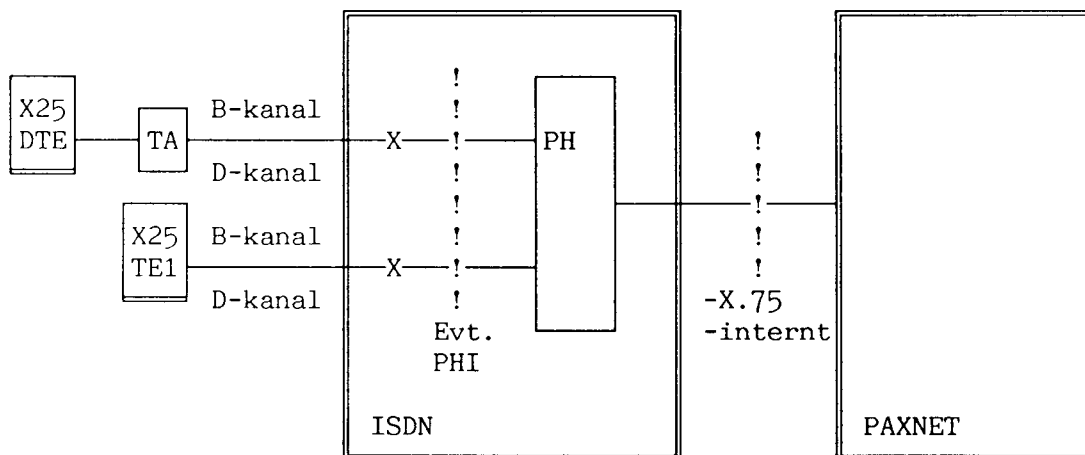 X25
DTE
TA
B-kanal
D-kanal
X
!
!
!
!
!
!
!
PH
X25
TE1
B-kanal
D-kanal
X
Evt.
PHI
!
!
!
!
!
-X.75
-internt
ISDN
PAXNET